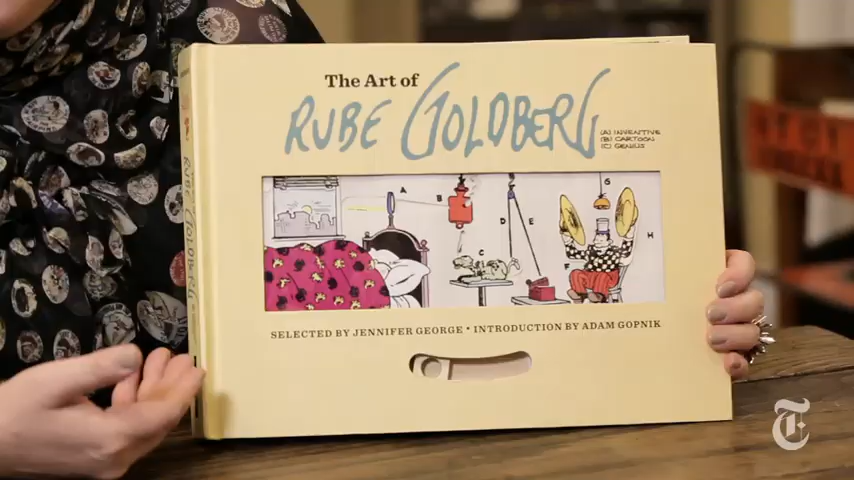 The Art of
RUBE GOLDBERG
(A) INVENTIVE
(B) CARTOON
(C) GENIUS
A
B
C
D
E
F
G
H
SELECTED BY JENNIFER GEORGE • INTRODUCTION BY ADAM GOPNIK
RUBE GOLDBERG
T